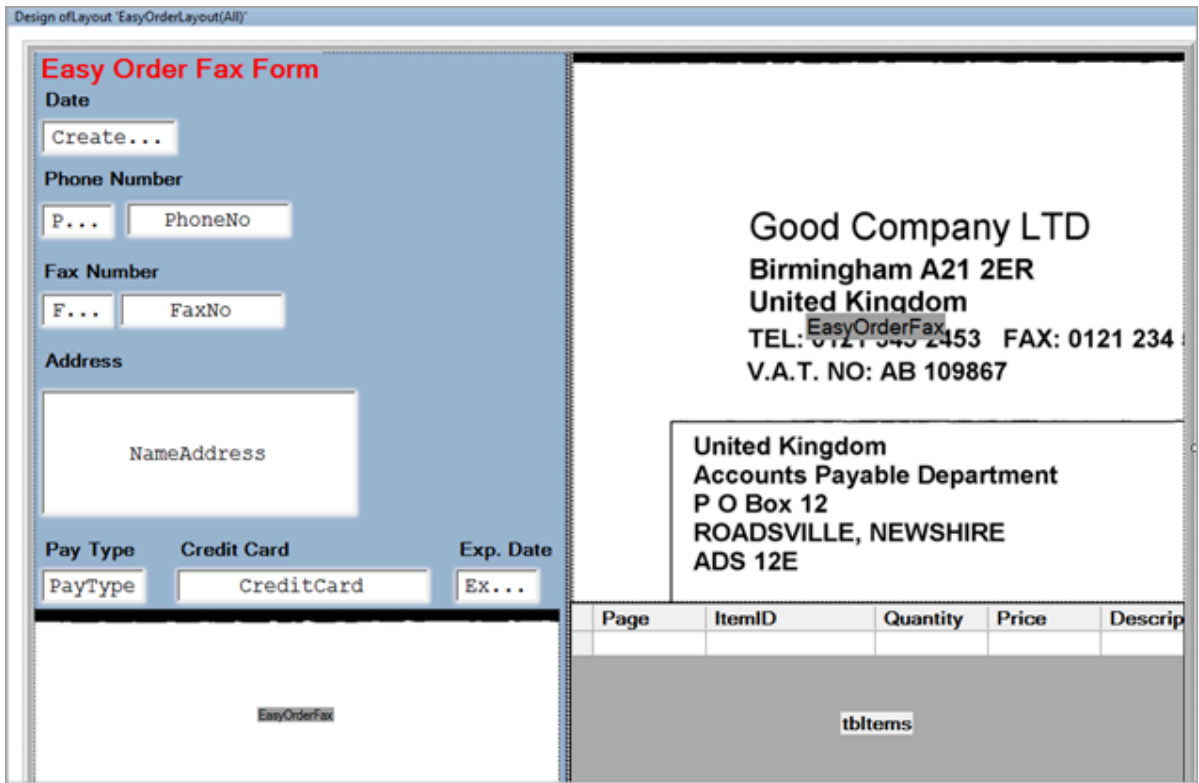 Design ofLayout 'EasyOrderLayout(All)'
Easy Order Fax Form
Date
Create...
Phone Number
P... PhoneNo
Fax Number
F... FaxNo
Address
NameAddress
Pay Type Credit Card Exp. Date
PayType CreditCard Ex...
EasyOrderFax
Good Company LTD
Birmingham A21 2ER
United Kingdom
EasyOrderFax
TEL: 0121 345 2453 FAX: 0121 234
V.A.T. NO: AB 109867
United Kingdom
Accounts Payable Department
P O Box 12
ROADSVILLE, NEWSHIRE
ADS 12E
Page ItemID Quantity Price Descrip
tbItems